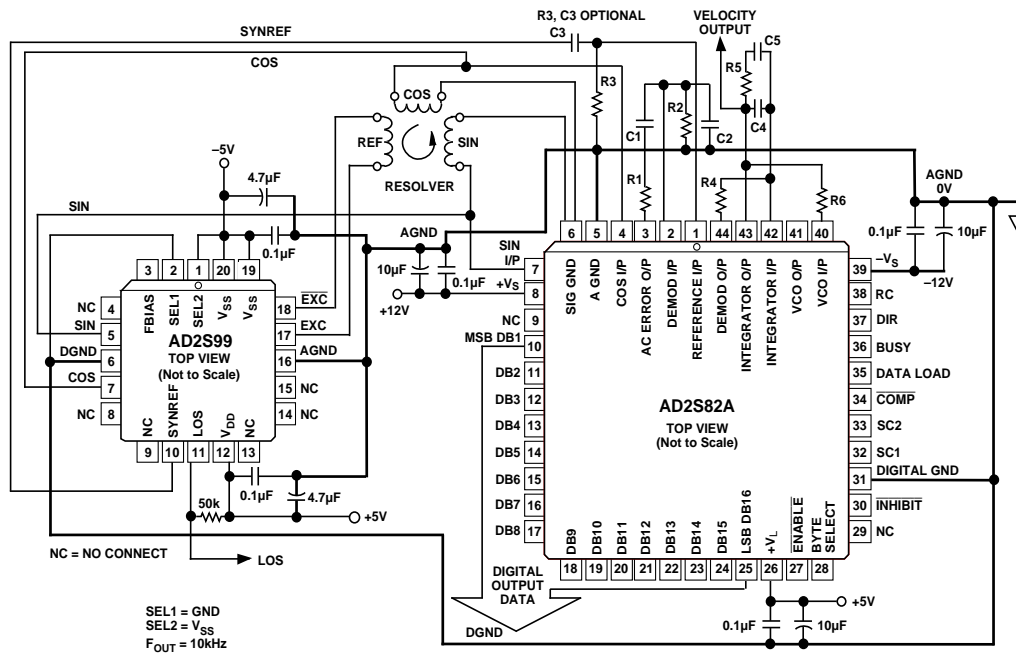 R3, C3 OPTIONAL
VELOCITY
OUTPUT
SYNREF
C3
C5
COS
R5
R3
COS
R2
C4
C1
C2
REF
SIN
–5V
RESOLVER
AGND
0V
4.7µF
R1
R4
R6
SIN
AGND
0.1µF
10µF
0.1µF
SIN
I/P
6
5
4
3
2
1
44
43
42
41
40
10µF
0.1µF
+VS
+12V
7
8
NC
9
MSB DB1
10
DB2
11
DB3
12
DB4
13
DB5
14
DB6
15
DB7
16
DB8
17
SIG GND
A GND
COS I/P
AC ERROR O/P
DEMOD I/P
REFERENCE I/P
DEMOD O/P
INTEGRATOR O/P
INTEGRATOR I/P
VCO O/P
VCO I/P
39
–VS
–12V
38
RC
37
DIR
36
BUSY
35
DATA LOAD
34
COMP
33
SC2
32
SC1
31
DIGITAL GND
30
INHIBIT
29
NC
AD2S82A
TOP VIEW
(Not to Scale)
DB9
DB10
DB11
DB12
DB13
DB14
DB15
LSB DB16
+VL
ENABLE
BYTE
SELECT
18
19
20
21
22
23
24
25
26
27
28
3
2
1
20
19
FBIAS
SEL1
SEL2
VSS
VSS
NC
4
SIN
5
DGND
6
COS
7
NC
8
18
EXC
17
EXC
16
AGND
15
NC
14
NC
AD2S99
TOP VIEW
(Not to Scale)
NC
SYNREF
LOS
VDD
NC
9
10
11
12
13
0.1µF
4.7µF
50k
+5V
NC = NO CONNECT
LOS
DIGITAL
OUTPUT
DATA
DGND
+5V
0.1µF
10µF
SEL1 = GND
SEL2 = VSS
FOUT = 10kHz